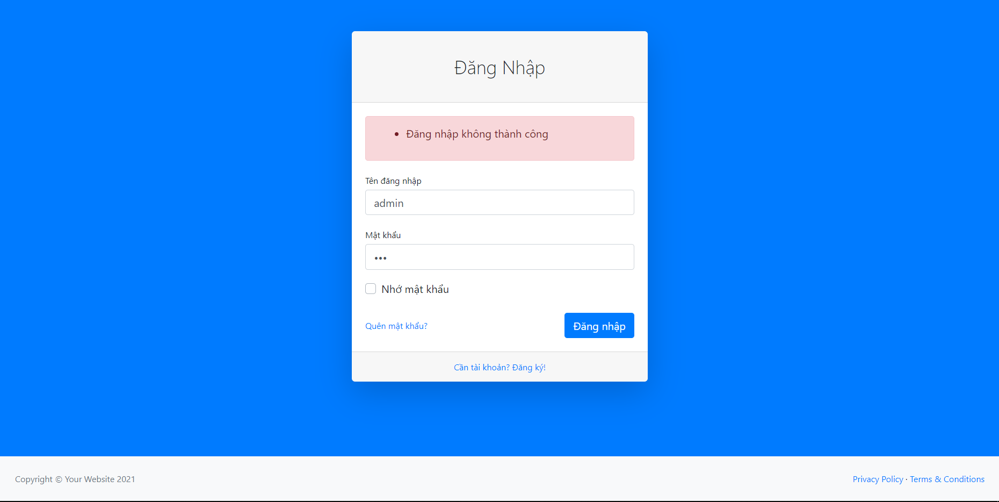 Đăng Nhập
Đăng nhập không thành công
Tên đăng nhập
admin
Mật khẩu
•••
Nhớ mật khẩu
Quên mật khẩu? Đăng nhập
Cần tài khoản? Đăng ký!
Copyright © Your Website 2021 Privacy Policy · Terms & Conditions